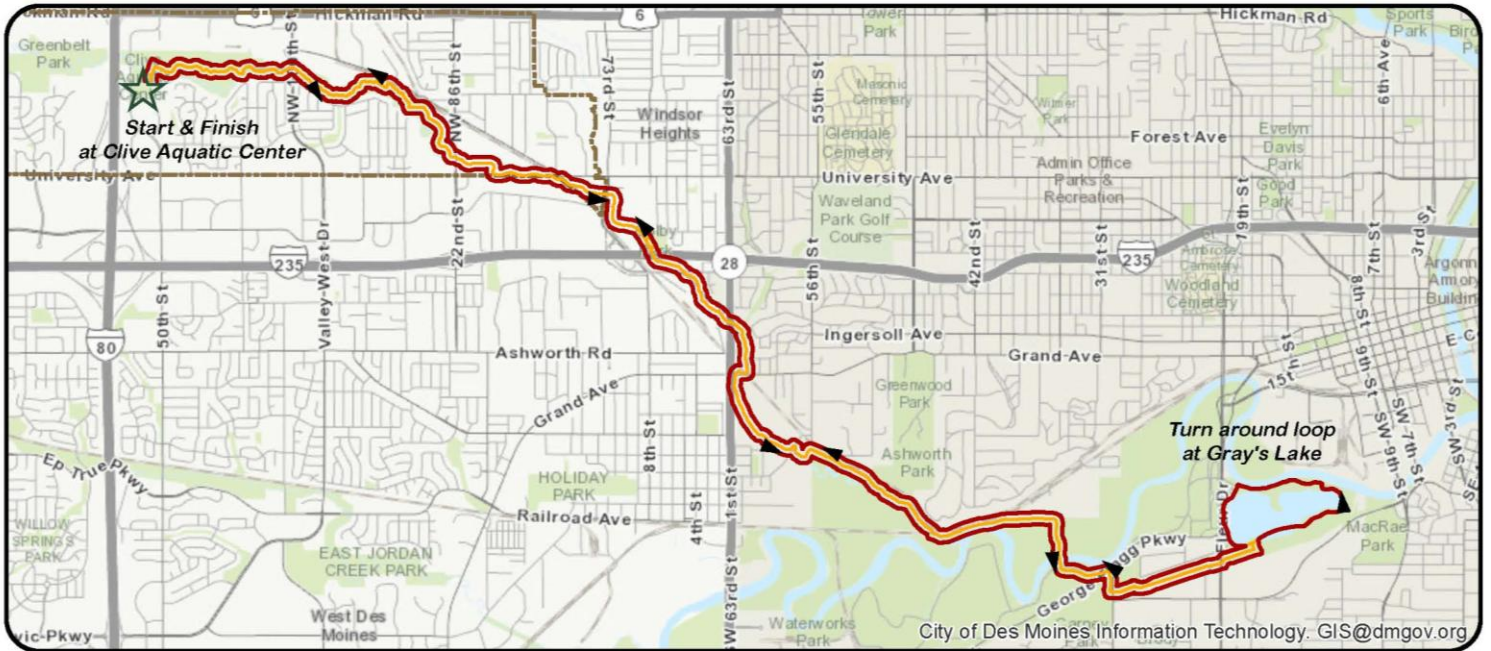 Hickman Rd
6
Hickman Rd
Greenbelt
Park
Tower
Park
Sports
Park
NW 86th St
73rd St
63rd St
55th St
6th Ave
Masonic
Cemetery
Witmer
Park
Windsor
Heights
Start & Finish
at Clive Aquatic Center
Glendale
Cemetery
Forest Ave
Evelyn
Davis
Park
Admin Office
Parks &
Recreation
Good
Park
University Ave
University Ave
Waveland
Park Golf
Course
22nd St
Valley West Dr
19th St
3rd St
7th St
235
28
56th St
42nd St
31st St
235
Ambrose
Cemetery
Woodland
Cemetery
50th St
8th St
80
Ingersoll Ave
Grand Ave
Ashworth Rd
Grand Ave
15th St
9th St
Greenwood
Park
Turn around loop
at Gray's Lake
8th St
Ashworth
Park
SW 9th St
SW 7th St
SW 3rd St
Ep True Pkwy
HOLIDAY
PARK
Railroad Ave
4th St
1st St
WILLOW
SPRINGS
PARK
EAST JORDAN
CREEK PARK
MacRae
Park
SW 63rd St
West Des
Moines
Waterworks
Park
City of Des Moines Information Technology. GIS@dmgov.org